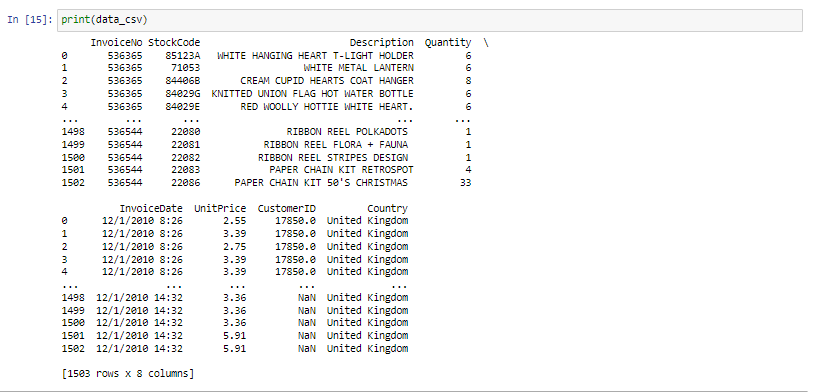 In [15]: print(data_csv)
InvoiceNo StockCode Description Quantity \
0 536365 85123A WHITE HANGING HEART T-LIGHT HOLDER 6
1 536365 71053 WHITE METAL LANTERN 6
2 536365 84406B CREAM CUPID HEARTS COAT HANGER 8
3 536365 84029G KNITTED UNION FLAG HOT WATER BOTTLE 6
4 536365 84029E RED WOOLLY HOTTIE WHITE HEART. 6
... ... ... ... ...
1498 536544 22080 RIBBON REEL POLKADOTS 1
1499 536544 22081 RIBBON REEL FLORA + FAUNA 1
1500 536544 22082 RIBBON REEL STRIPES DESIGN 1
1501 536544 22083 PAPER CHAIN KIT RETROSPOT 4
1502 536544 22086 PAPER CHAIN KIT 50'S CHRISTMAS 33
InvoiceDate UnitPrice CustomerID Country
0 12/1/2010 8:26 2.55 17850.0 United Kingdom
1 12/1/2010 8:26 3.39 17850.0 United Kingdom
2 12/1/2010 8:26 2.75 17850.0 United Kingdom
3 12/1/2010 8:26 3.39 17850.0 United Kingdom
4 12/1/2010 8:26 3.39 17850.0 United Kingdom
... ... ... ... ...
1498 12/1/2010 14:32 3.36 NaN United Kingdom
1499 12/1/2010 14:32 3.36 NaN United Kingdom
1500 12/1/2010 14:32 3.36 NaN United Kingdom
1501 12/1/2010 14:32 5.91 NaN United Kingdom
1502 12/1/2010 14:32 5.91 NaN United Kingdom
[1503 rows x 8 columns]